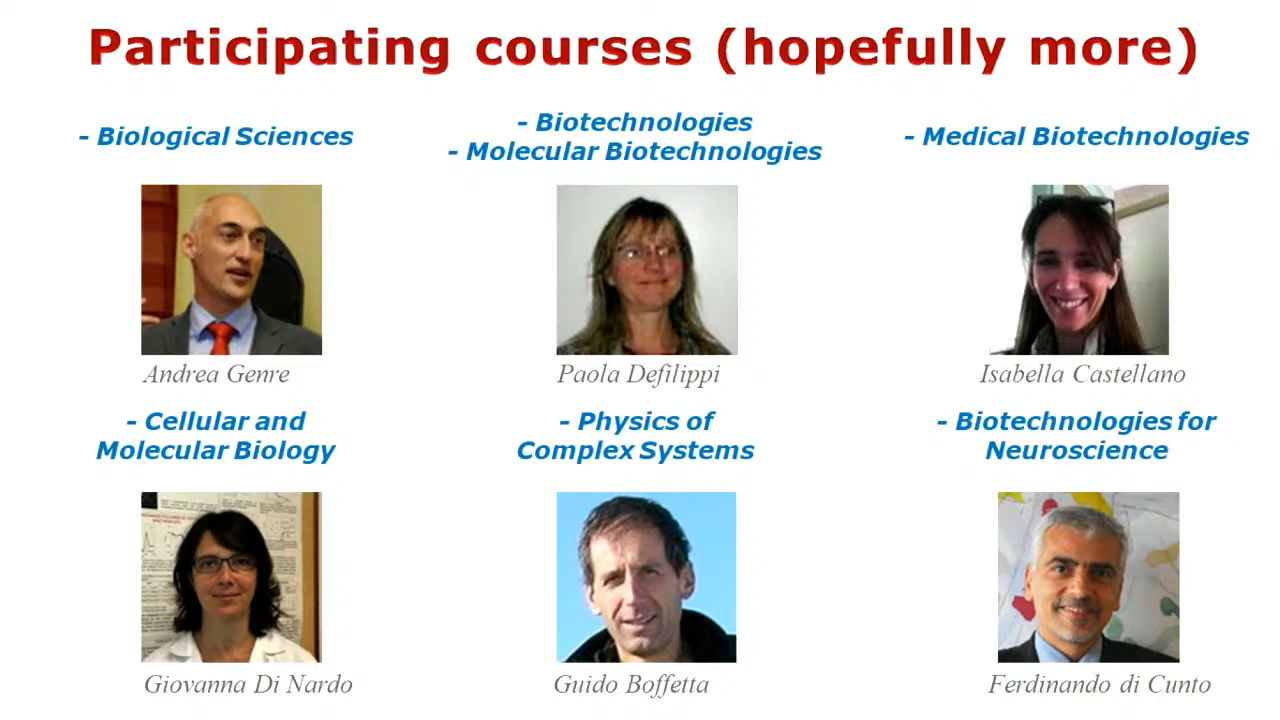 Participating courses (hopefully more)
- Biological Sciences
- Biotechnologies
- Molecular Biotechnologies
- Medical Biotechnologies
Andrea Genre
Paola Defilippi
Isabella Castellano
- Cellular and
Molecular Biology
- Physics of
Complex Systems
- Biotechnologies for
Neuroscience
Giovanna Di Nardo
Guido Boffetta
Ferdinando di Cunto